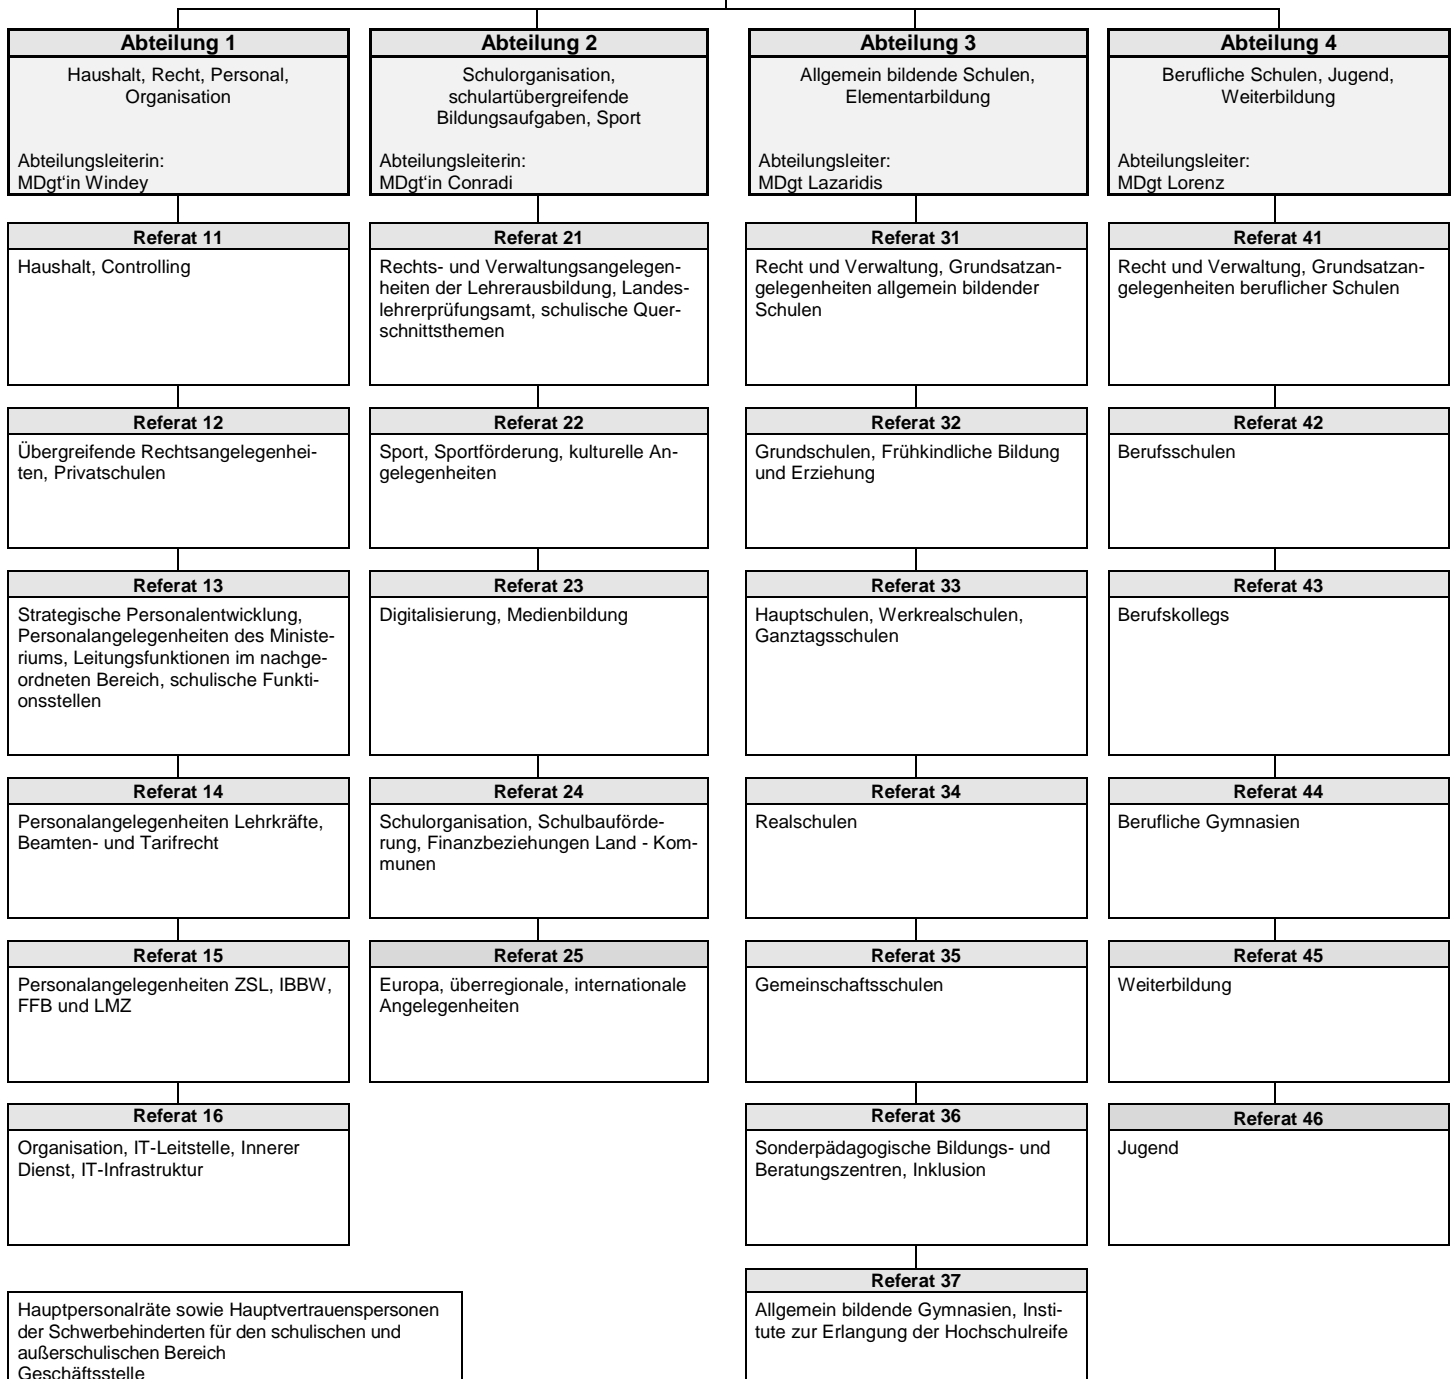 Abteilung 1
Haushalt, Recht, Personal,
Organisation
Abteilungsleiterin:
MDgt‘in Windey
Referat 11
Haushalt, Controlling
Referat 12
Übergreifende Rechtsangelegenhei-
ten, Privatschulen
Referat 13
Strategische Personalentwicklung,
Personalangelegenheiten des Ministe-
riums, Leitungsfunktionen im nachge-
ordneten Bereich, schulische Funkti-
onsstellen
Referat 14
Personalangelegenheiten Lehrkräfte,
Beamten- und Tarifrecht
Referat 15
Personalangelegenheiten ZSL, IBBW,
FFB und LMZ
Referat 16
Organisation, IT-Leitstelle, Innerer
Dienst, IT-Infrastruktur
Hauptpersonalräte sowie Hauptvertrauenspersonen
der Schwerbehinderten für den schulischen und
außerschulischen Bereich
Geschäftsstelle
Abteilung 2
Schulorganisation,
schulartübergreifende
Bildungsaufgaben, Sport
Abteilungsleiterin:
MDgt‘in Conradi
Referat 21
Rechts- und Verwaltungsangelegen-
heiten der Lehrerausbildung, Landes-
lehrerprüfungsamt, schulische Quer-
schnittsthemen
Referat 22
Sport, Sportförderung, kulturelle An-
gelegenheiten
Referat 23
Digitalisierung, Medienbildung
Referat 24
Schulorganisation, Schulbauförde-
rung, Finanzbeziehungen Land - Kom-
munen
Referat 25
Europa, überregionale, internationale
Angelegenheiten
Abteilung 3
Allgemein bildende Schulen,
Elementarbildung
Abteilungsleiter:
MDgt Lazaridis
Referat 31
Recht und Verwaltung, Grundsatzan-
gelegenheiten allgemein bildender
Schulen
Referat 32
Grundschulen, Frühkindliche Bildung
und Erziehung
Referat 33
Hauptschulen, Werkrealschulen,
Ganztagsschulen
Referat 34
Realschulen
Referat 35
Gemeinschaftsschulen
Referat 36
Sonderpädagogische Bildungs- und
Beratungszentren, Inklusion
Referat 37
Allgemein bildende Gymnasien, Insti-
tute zur Erlangung der Hochschulreife
Abteilung 4
Berufliche Schulen, Jugend,
Weiterbildung
Abteilungsleiter:
MDgt Lorenz
Referat 41
Recht und Verwaltung, Grundsatzan-
gelegenheiten beruflicher Schulen
Referat 42
Berufsschulen
Referat 43
Berufskollegs
Referat 44
Berufliche Gymnasien
Referat 45
Weiterbildung
Referat 46
Jugend